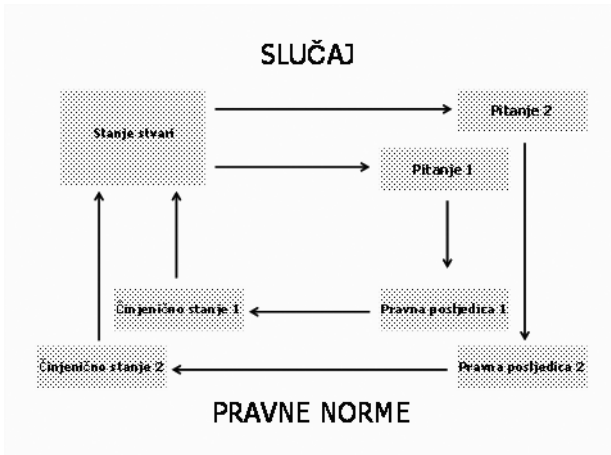 SLUČAJ
Pitanje 2
Stanje stvari
Pitanje 1
Činjenično stanje 1
Pravna posljedica 1
Činjenično stanje 2
Pravna posljedica 2
PRAVNE NORME